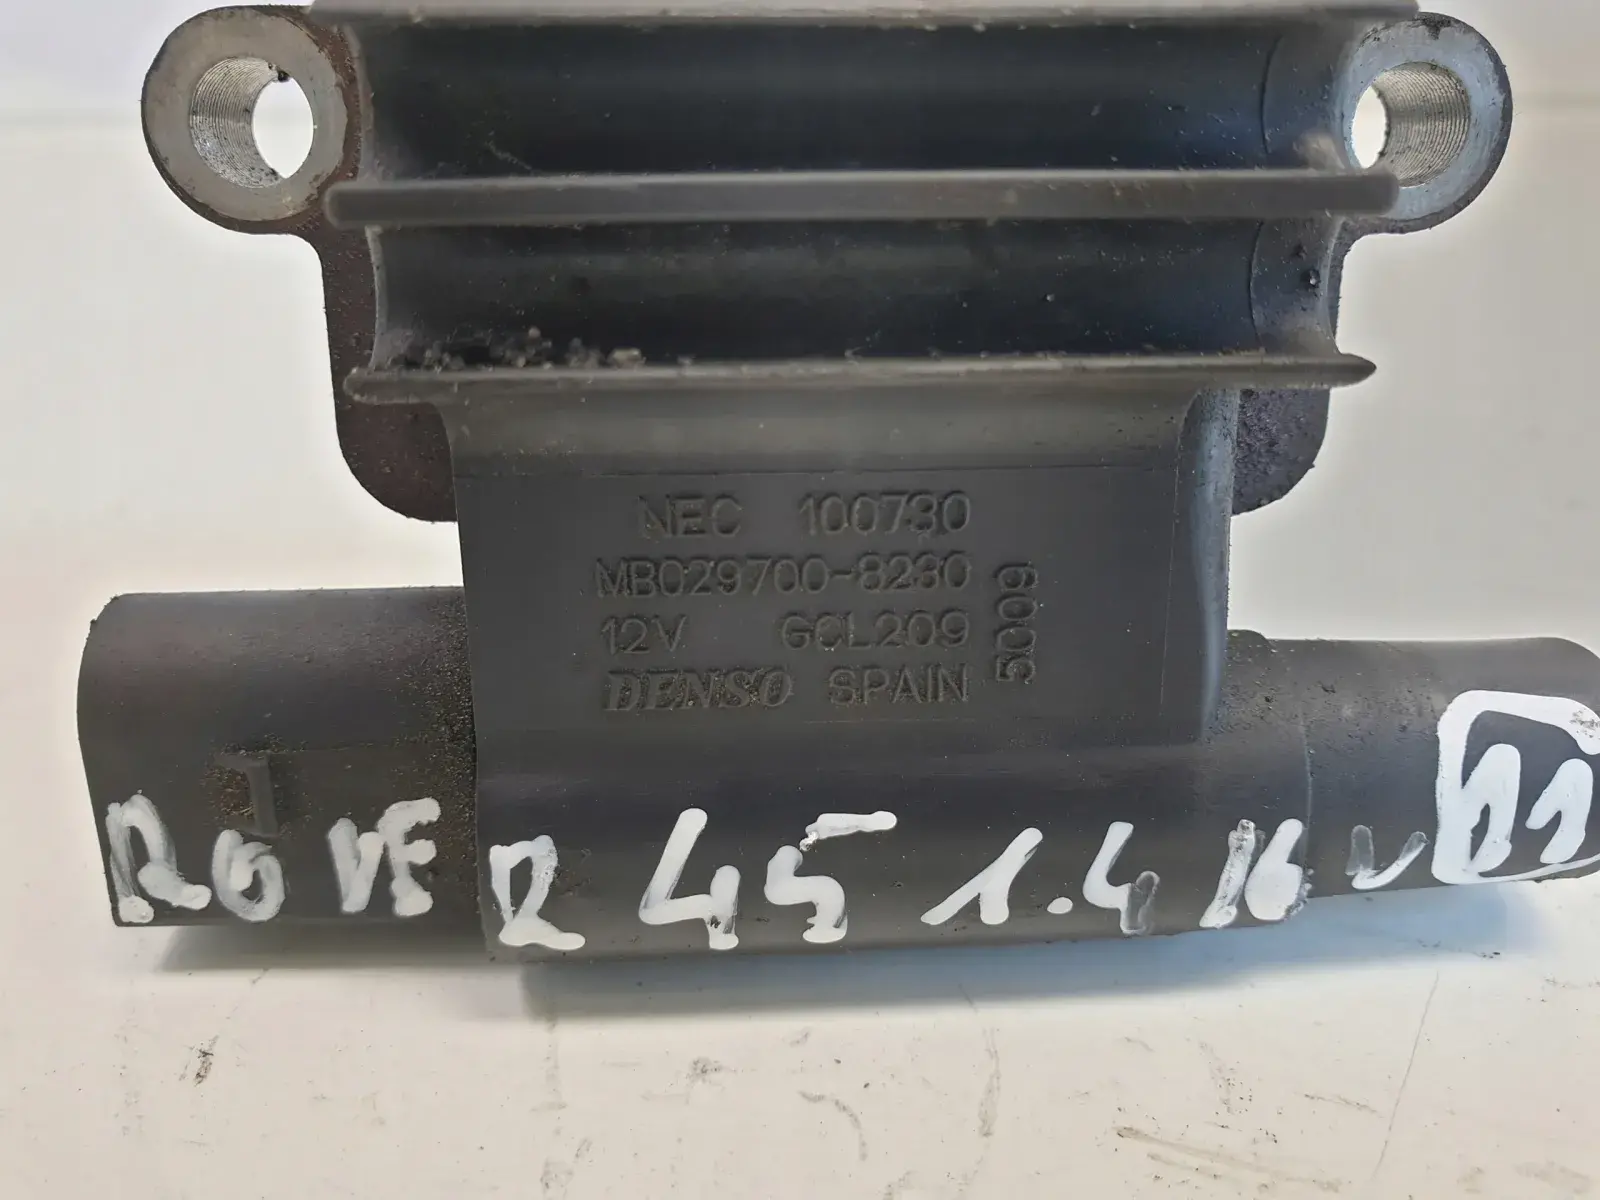 NEC 100730
MB029700-8230
12V GCL209
DENSO SPAIN
5009
ROVER 45 1.4 16V 01